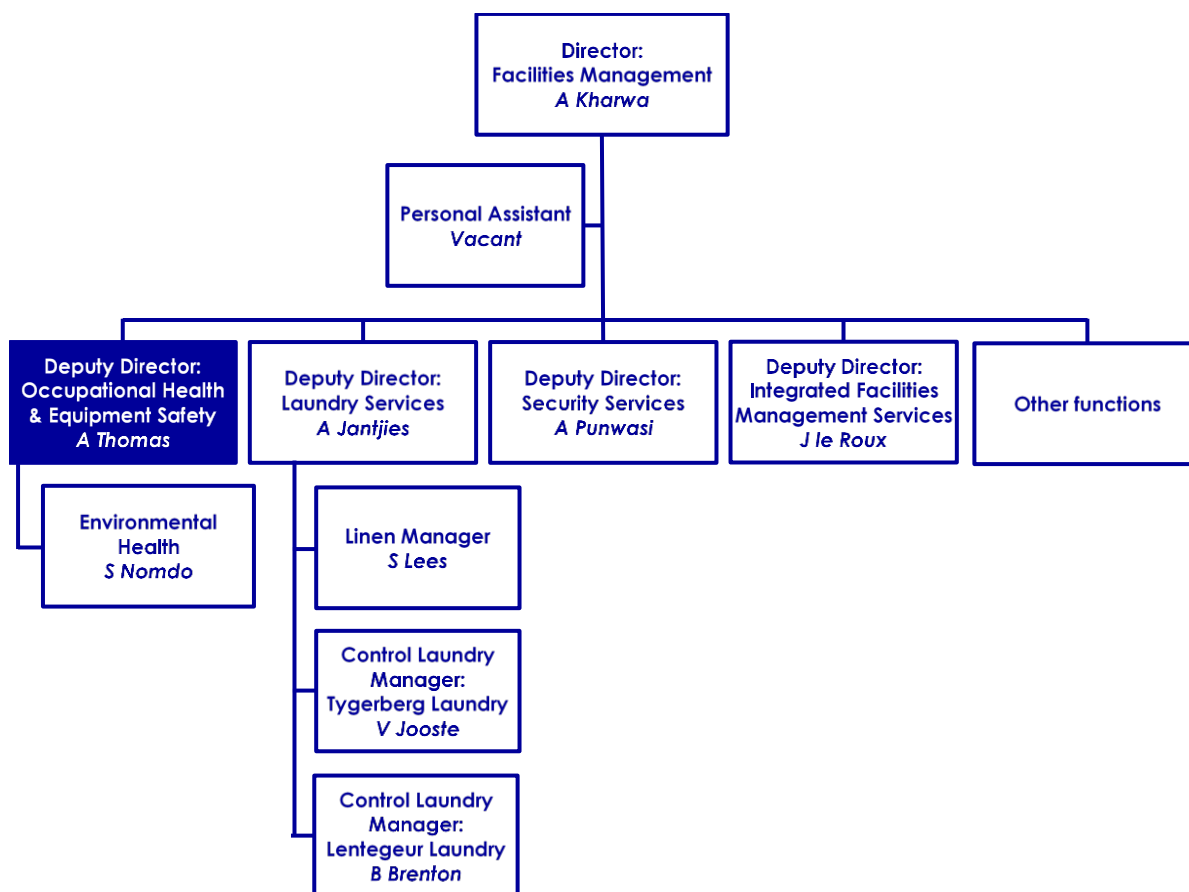 Director:
Facilities Management
A Kharwa
Personal Assistant
Vacant
Deputy Director:
Occupational Health
& Equipment Safety
A Thomas
Deputy Director:
Laundry Services
A Jantjies
Deputy Director:
Security Services
A Punwasi
Deputy Director:
Integrated Facilities
Management Services
J le Roux
Other functions
Environmental
Health
S Nomdo
Linen Manager
S Lees
Control Laundry
Manager:
Tygerberg Laundry
V Jooste
Control Laundry
Manager:
Lentegeur Laundry
B Brenton